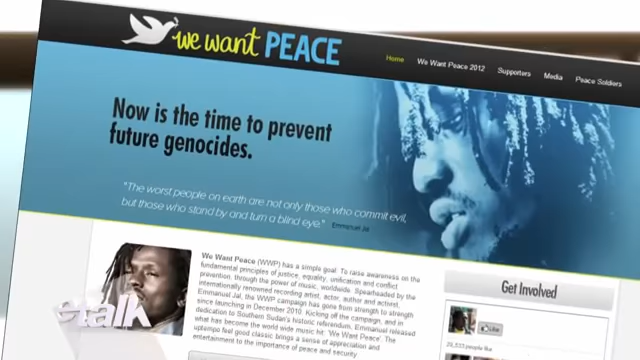 we want PEACE
Home
We Want Peace 2012
Supporters
Media
Peace Soldiers
Now is the time to prevent
future genocides.
"The worst people on earth are not only those who commit evil,
but those who stand by and turn a blind eye." Emmanuel Jal
We Want Peace (WWP) has a simple goal: To raise awareness on the
fundamental principles of justice, equality, unification and conflict
prevention, through the power of music, worldwide. Spearheaded by the
internationally renowned recording artist, actor, author and activist,
Emmanuel Jal, the WWP campaign has gone from strength to strength
since launching in December 2010. Kicking off the campaign, and in
dedication to Southern Sudan's historic referendum, Emmanuel released
what has become the world wide music hit: 'We Want Peace'. The
uptempo feel good classic brings a sense of appreciation and
entertainment to the importance of peace and security
Get Involved
Like
people like
etalk